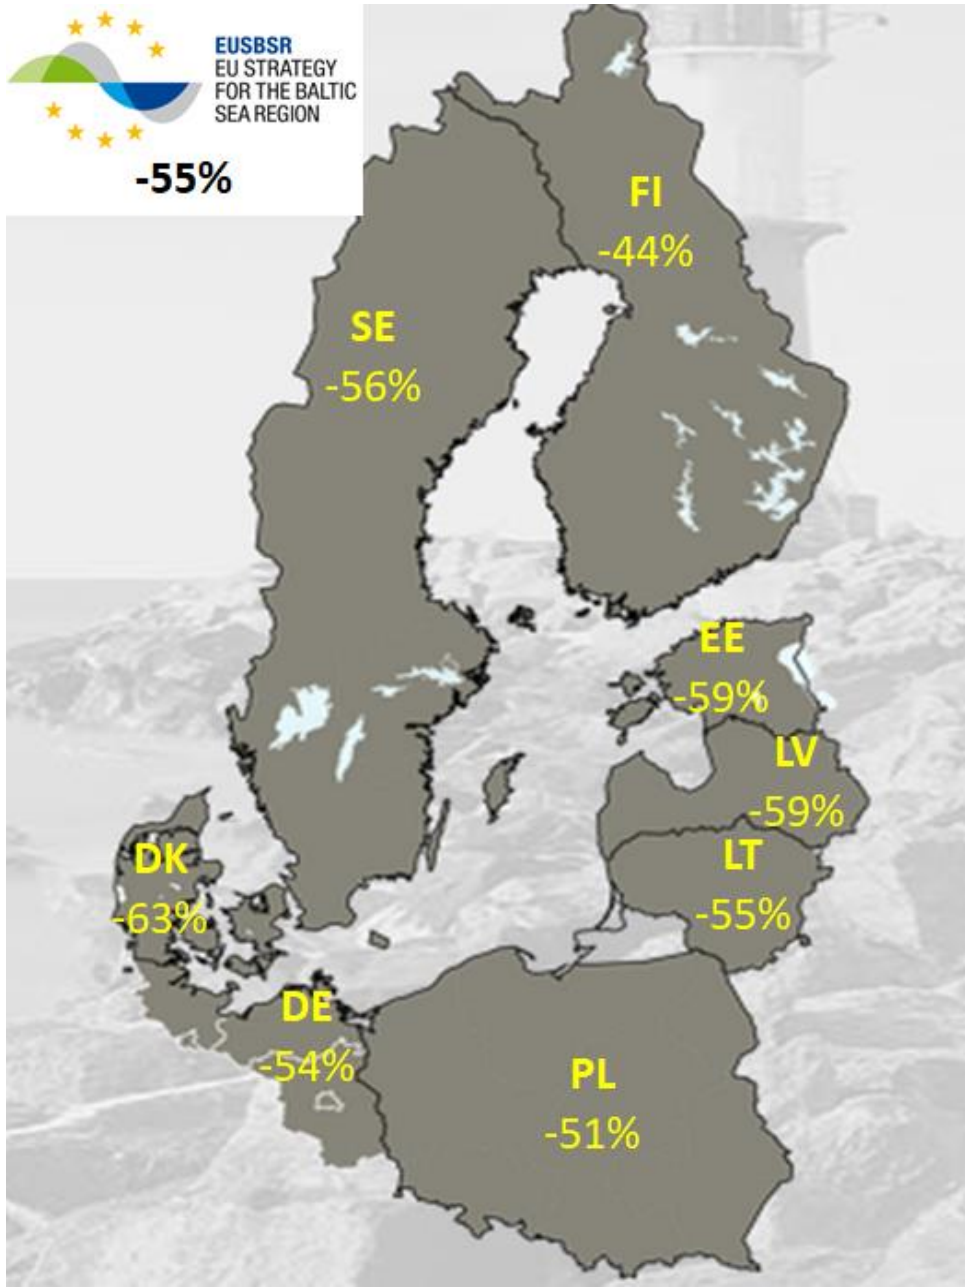 EUSBSR
EU STRATEGY
FOR THE BALTIC
SEA REGION
-55%
FI
-44%
SE
-56%
EE
-59%
LV
-59%
LT
-55%
DK
-63%
DE
-54%
PL
-51%